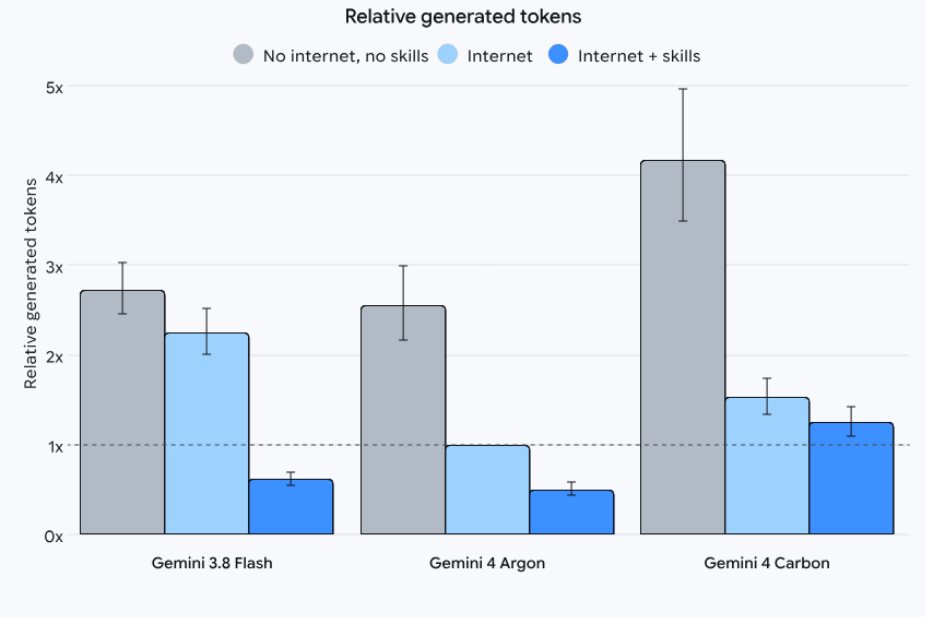 Relative generated tokens
No internet, no skills Internet Internet + skills
5x
4x
3x
2x
1x
0x
Relative generated tokens
Gemini 3.8 Flash Gemini 4 Argon Gemini 4 Carbon